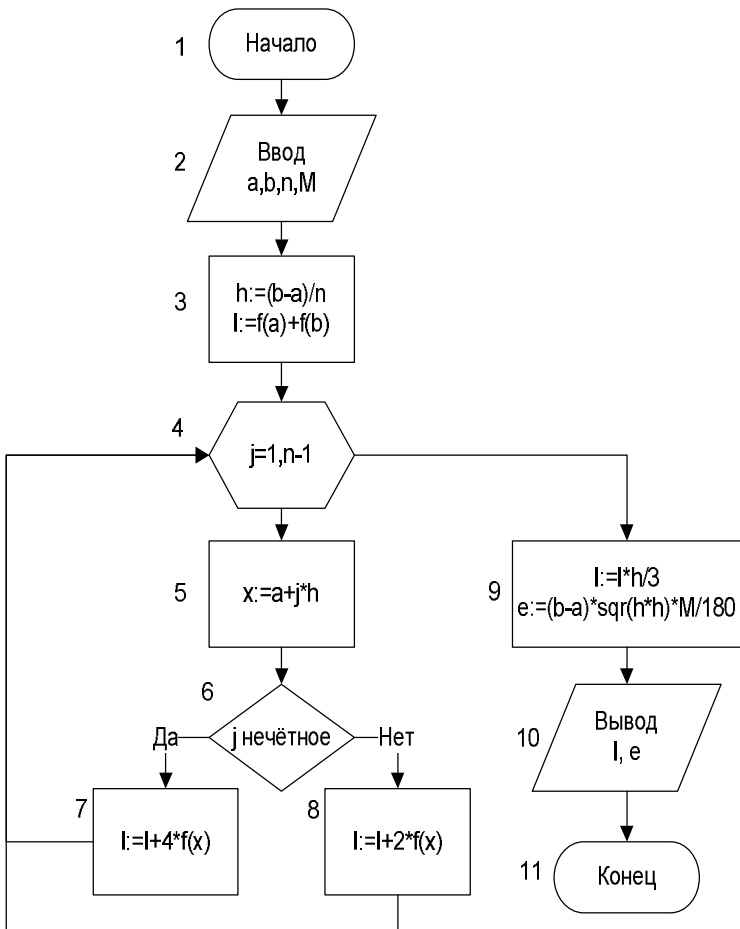 1
Начало
2
Ввод
a,b,n,M
3
h:=(b-a)/n
I:=f(a)+f(b)
4
j=1,n-1
5
x:=a+j*h
6
j нечётное
Да
Нет
7
I:=I+4*f(x)
8
I:=I+2*f(x)
9
I:=I*h/3
e:=(b-a)*sqr(h*h)*M/180
10
Вывод
I, e
11
Конец